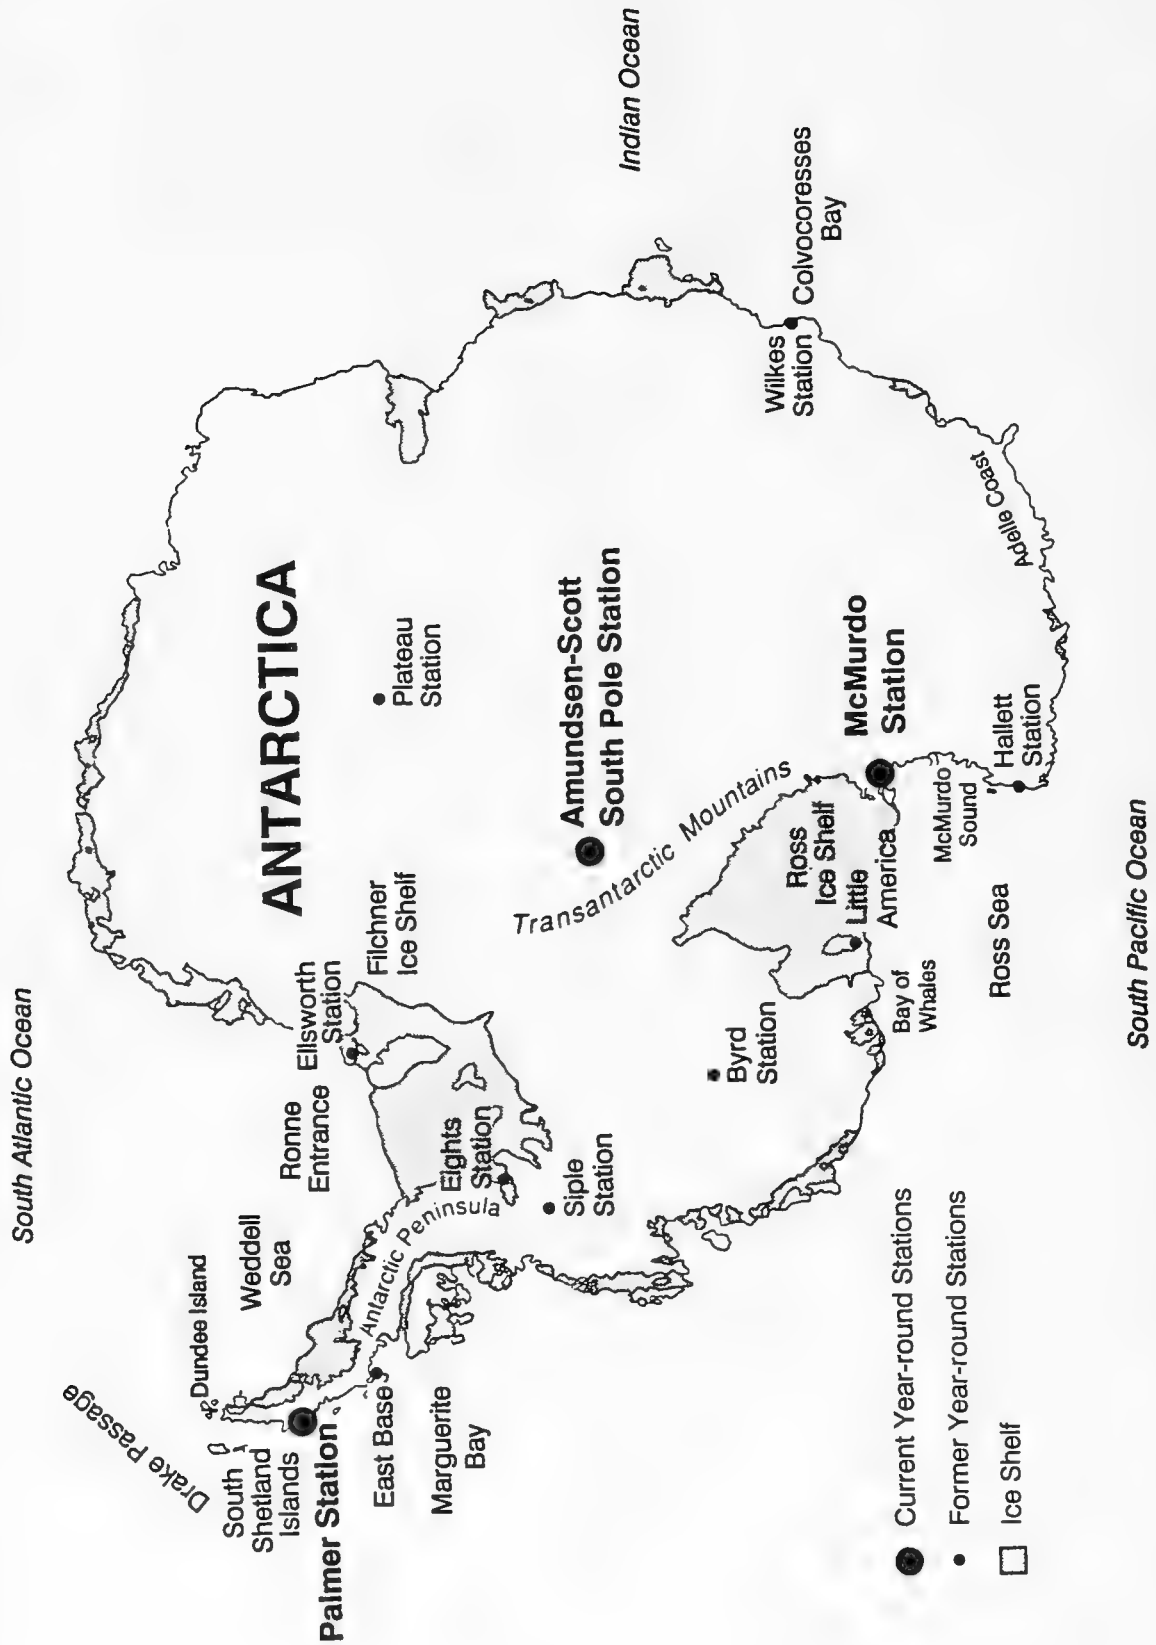 South Atlantic Ocean
Drake Passage
Dundee Island
South
Shetland
Islands
Palmer Station
Weddell
Sea
Ronne
Entrance
Ellsworth
Station
Filchner
Ice Shelf
ANTARCTICA
Antarctic Peninsula
East Base
Marguerite
Bay
Eights
Station
Siple
Station
Plateau
Station
Amundsen-Scott
South Pole Station
Indian Ocean
Transantarctic Mountains
Byrd
Station
Ross
Ice Shelf
Little
America
McMurdo
Station
Wilkes
Station
Colvocoresses
Bay
Bay of
Whales
McMurdo
Sound
Ross Sea
Hallett
Station
Adelle Coast
South Pacific Ocean
Current Year-round Stations
Former Year-round Stations
Ice Shelf